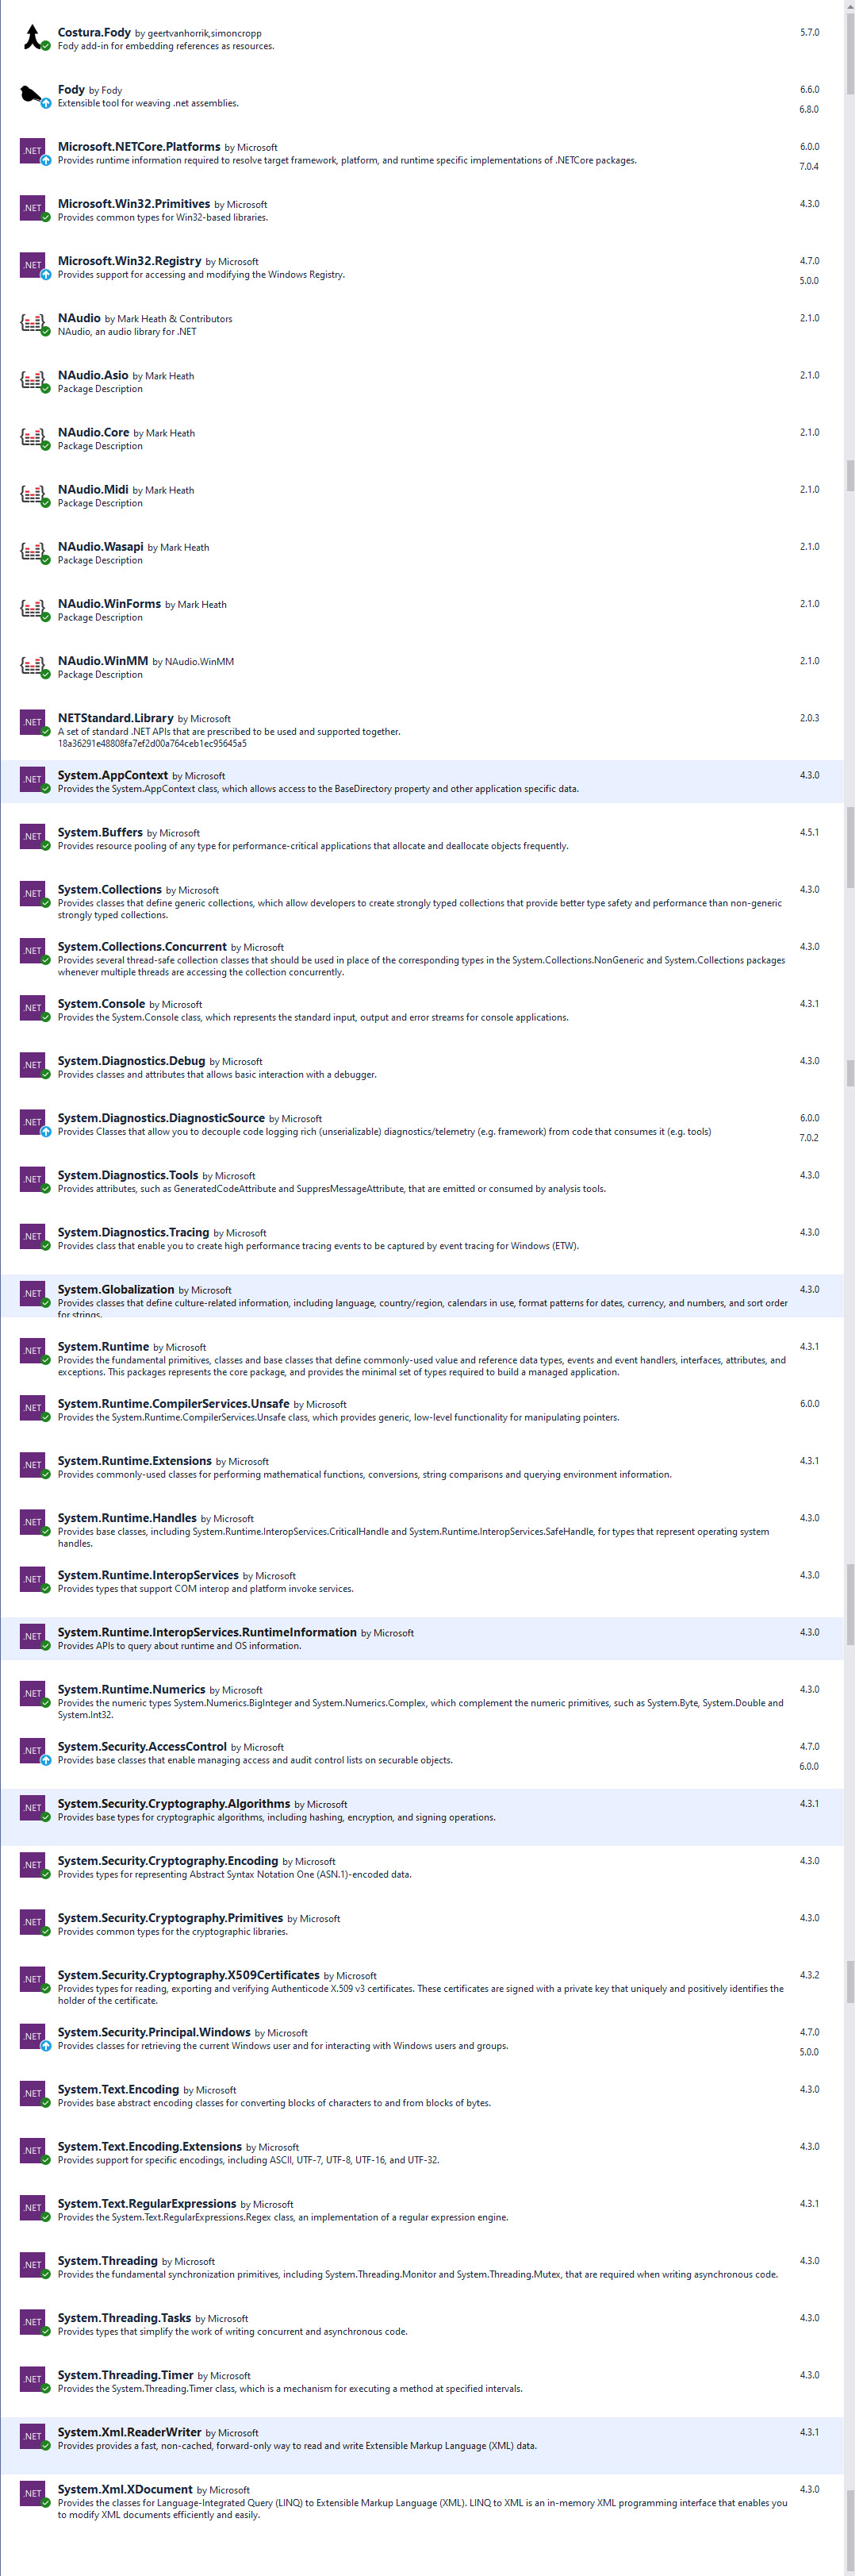 Costura.Fody by geertvanhorrik,simoncropp 5.7.0
Fody add-in for embedding references as resources.
Fody by Fody 6.6.0
Extensible tool for weaving .net assemblies. 6.8.0
.NET Microsoft.NETCore.Platforms by Microsoft 6.0.0
Provides runtime information required to resolve target framework, platform, and runtime specific implementations of .NETCore packages. 7.0.4
.NET Microsoft.Win32.Primitives by Microsoft 4.3.0
Provides common types for Win32-based libraries.
.NET Microsoft.Win32.Registry by Microsoft 4.7.0
Provides support for accessing and modifying the Windows Registry. 5.0.0
NAudio by Mark Heath & Contributors 2.1.0
NAudio, an audio library for .NET
NAudio.Asio by Mark Heath 2.1.0
Package Description
NAudio.Core by Mark Heath 2.1.0
Package Description
NAudio.Midi by Mark Heath 2.1.0
Package Description
NAudio.Wasapi by Mark Heath 2.1.0
Package Description
NAudio.WinForms by Mark Heath 2.1.0
Package Description
NAudio.WinMM by NAudio.WinMM 2.1.0
Package Description
.NET NETStandard.Library by Microsoft 2.0.3
A set of standard .NET APIs that are prescribed to be used and supported together.
18a36291e48808fa7ef2d00a764ceb1ec95645a5
.NET System.AppContext by Microsoft 4.3.0
Provides the System.AppContext class, which allows access to the BaseDirectory property and other application specific data.
.NET System.Buffers by Microsoft 4.5.1
Provides resource pooling of any type for performance-critical applications that allocate and deallocate objects frequently.
.NET System.Collections by Microsoft 4.3.0
Provides classes that define generic collections, which allow developers to create strongly typed collections that provide better type safety and performance than non-generic
strongly typed collections.
.NET System.Collections.Concurrent by Microsoft 4.3.0
Provides several thread-safe collection classes that should be used in place of the corresponding types in the System.Collections.NonGeneric and System.Collections packages
whenever multiple threads are accessing the collection concurrently.
.NET System.Console by Microsoft 4.3.1
Provides the System.Console class, which represents the standard input, output and error streams for console applications.
.NET System.Diagnostics.Debug by Microsoft 4.3.0
Provides classes and attributes that allows basic interaction with a debugger.
.NET System.Diagnostics.DiagnosticSource by Microsoft 6.0.0
Provides Classes that allow you to decouple code logging rich (unserializable) diagnostics/telemetry (e.g. framework) from code that consumes it (e.g. tools) 7.0.2
.NET System.Diagnostics.Tools by Microsoft 4.3.0
Provides attributes, such as GeneratedCodeAttribute and SuppresMessageAttribute, that are emitted or consumed by analysis tools.
.NET System.Diagnostics.Tracing by Microsoft 4.3.0
Provides class that enable you to create high performance tracing events to be captured by event tracing for Windows (ETW).
.NET System.Globalization by Microsoft 4.3.0
Provides classes that define culture-related information, including language, country/region, calendars in use, format patterns for dates, currency, and numbers, and sort order
for strings.
.NET System.Runtime by Microsoft 4.3.1
Provides the fundamental primitives, classes and base classes that define commonly-used value and reference data types, events and event handlers, interfaces, attributes, and
exceptions. This packages represents the core package, and provides the minimal set of types required to build a managed application.
.NET System.Runtime.CompilerServices.Unsafe by Microsoft 6.0.0
Provides the System.Runtime.CompilerServices.Unsafe class, which provides generic, low-level functionality for manipulating pointers.
.NET System.Runtime.Extensions by Microsoft 4.3.1
Provides commonly-used classes for performing mathematical functions, conversions, string comparisons and querying environment information.
.NET System.Runtime.Handles by Microsoft 4.3.0
Provides base classes, including System.Runtime.InteropServices.CriticalHandle and System.Runtime.InteropServices.SafeHandle, for types that represent operating system
handles.
.NET System.Runtime.InteropServices by Microsoft 4.3.0
Provides types that support COM interop and platform invoke services.
.NET System.Runtime.InteropServices.RuntimeInformation by Microsoft 4.3.0
Provides APIs to query about runtime and OS information.
.NET System.Runtime.Numerics by Microsoft 4.3.0
Provides the numeric types System.Numerics.BigInteger and System.Numerics.Complex, which complement the numeric primitives, such as System.Byte, System.Double and
System.Int32.
.NET System.Security.AccessControl by Microsoft 4.7.0
Provides base classes that enable managing access and audit control lists on securable objects. 6.0.0
.NET System.Security.Cryptography.Algorithms by Microsoft 4.3.1
Provides base types for cryptographic algorithms, including hashing, encryption, and signing operations.
.NET System.Security.Cryptography.Encoding by Microsoft 4.3.0
Provides types for representing Abstract Syntax Notation One (ASN.1)-encoded data.
.NET System.Security.Cryptography.Primitives by Microsoft 4.3.0
Provides common types for the cryptographic libraries.
.NET System.Security.Cryptography.X509Certificates by Microsoft 4.3.2
Provides types for reading, exporting and verifying Authenticode X.509 v3 certificates. These certificates are signed with a private key that uniquely and positively identifies the
holder of the certificate.
.NET System.Security.Principal.Windows by Microsoft 4.7.0
Provides classes for retrieving the current Windows user and for interacting with Windows users and groups. 5.0.0
.NET System.Text.Encoding by Microsoft 4.3.0
Provides base abstract encoding classes for converting blocks of characters to and from blocks of bytes.
.NET System.Text.Encoding.Extensions by Microsoft 4.3.0
Provides support for specific encodings, including ASCII, UTF-7, UTF-8, UTF-16, and UTF-32.
.NET System.Text.RegularExpressions by Microsoft 4.3.1
Provides the System.Text.RegularExpressions.Regex class, an implementation of a regular expression engine.
.NET System.Threading by Microsoft 4.3.0
Provides the fundamental synchronization primitives, including System.Threading.Monitor and System.Threading.Mutex, that are required when writing asynchronous code.
.NET System.Threading.Tasks by Microsoft 4.3.0
Provides types that simplify the work of writing concurrent and asynchronous code.
.NET System.Threading.Timer by Microsoft 4.3.0
Provides the System.Threading.Timer class, which is a mechanism for executing a method at specified intervals.
.NET System.Xml.ReaderWriter by Microsoft 4.3.1
Provides provides a fast, non-cached, forward-only way to read and write Extensible Markup Language (XML) data.
.NET System.Xml.XDocument by Microsoft 4.3.0
Provides the classes for Language-Integrated Query (LINQ) to Extensible Markup Language (XML). LINQ to XML is an in-memory XML programming interface that enables you
to modify XML documents efficiently and easily.